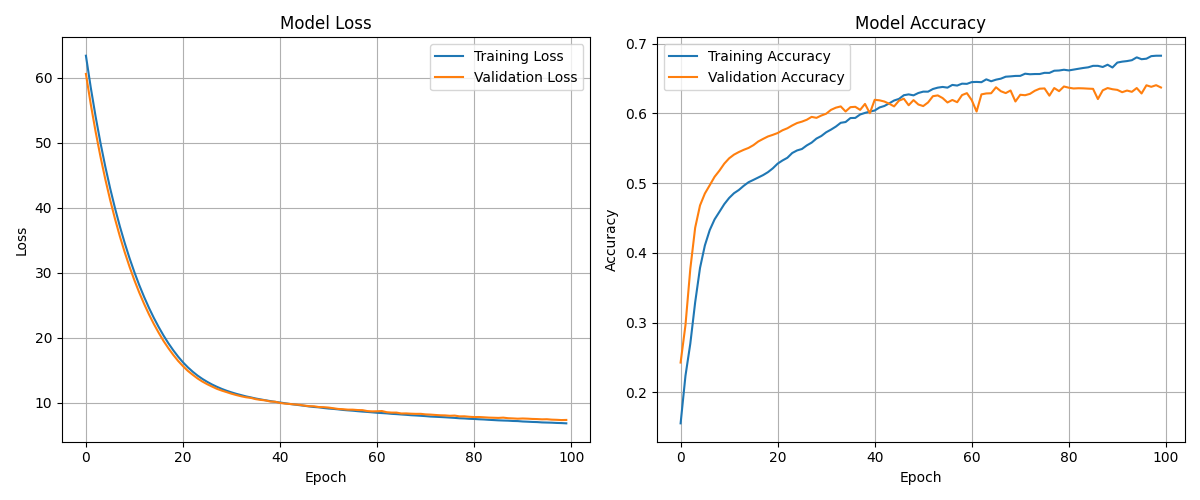 Model Loss
Training Loss
Validation Loss
60
50
40
30
20
10
Loss
0 20 40 60 80 100
Epoch
Model Accuracy
Training Accuracy
Validation Accuracy
0.7
0.6
0.5
0.4
0.3
0.2
Accuracy
0 20 40 60 80 100
Epoch